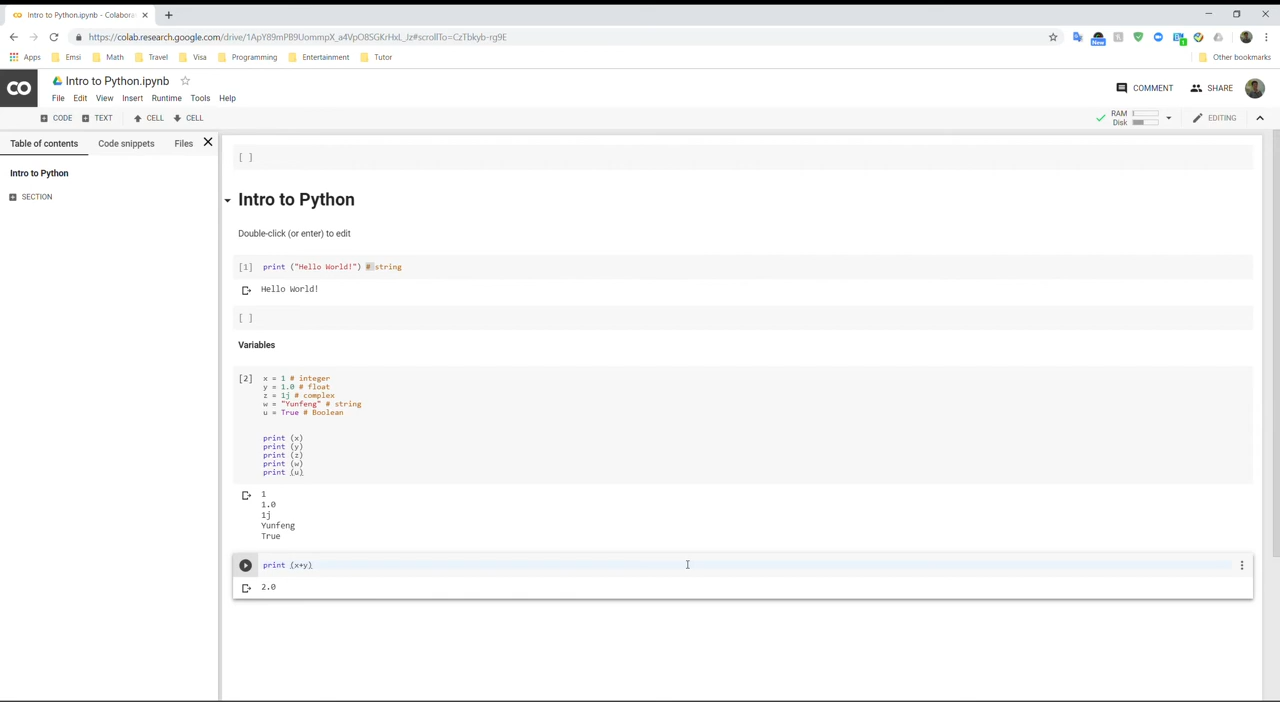 Intro to Python.ipynb - Colabora
https://colab.research.google.com/drive/1ApY89mPB9UommpX_a4VpO8SGKrHxL_Jz#scrollTo=CzTbkyb-rg9E
New
1
Apps Emsi Math Travel Visa Programming Entertainment Tutor Other bookmarks
CO
Intro to Python.ipynb
COMMENT SHARE
File Edit View Insert Runtime Tools Help
CODE TEXT CELL CELL
RAM
Disk
EDITING
Table of contents Code snippets Files
Intro to Python
SECTION
[ ]
Intro to Python
Double-click (or enter) to edit
[1] print ("Hello World!") # string
Hello World!
[ ]
Variables
[2] x = 1 # integer
y = 1.0 # float
z = 1j # complex
w = "Yunfeng" # string
u = True # Boolean
print (x)
print (y)
print (z)
print (w)
print (u)
1
1.0
1j
Yunfeng
True
print (x+y)
2.0